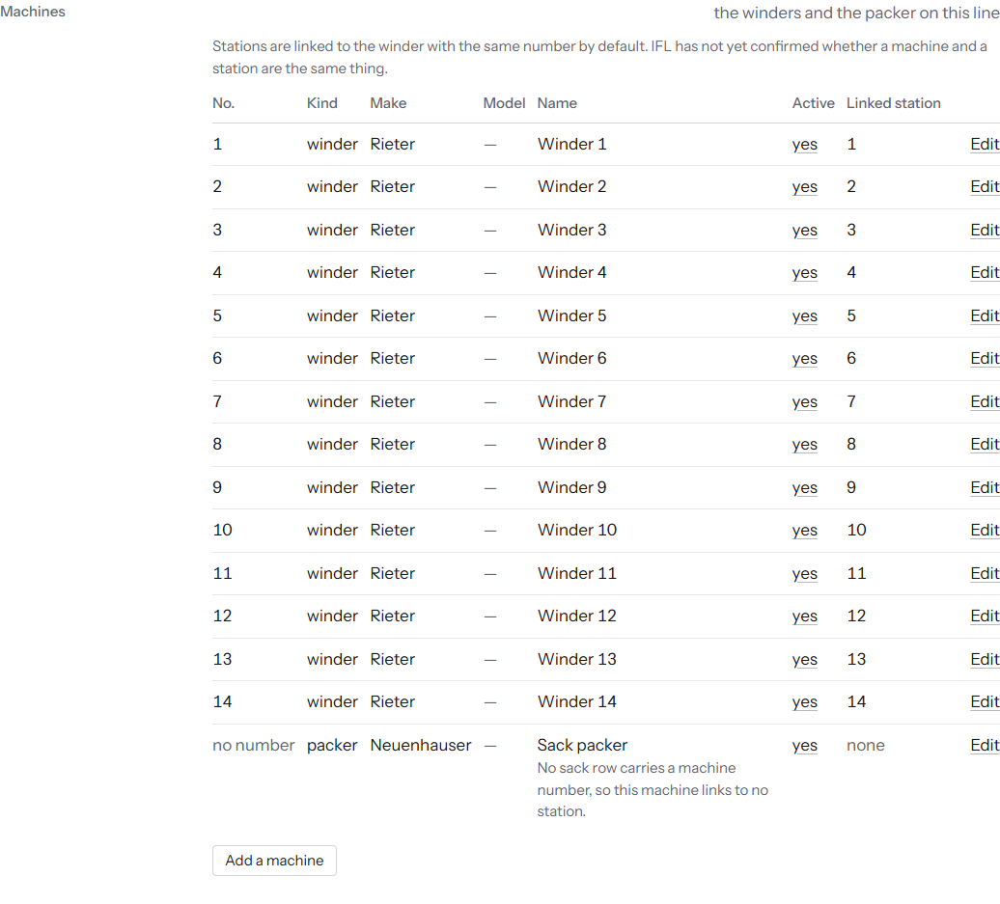 Machines
the winders and the packer on this line
Stations are linked to the winder with the same number by default. IFL has not yet confirmed whether a machine and a
station are the same thing.
No. Kind Make Model Name Active Linked station
1 winder Rieter — Winder 1 yes 1 Edit
2 winder Rieter — Winder 2 yes 2 Edit
3 winder Rieter — Winder 3 yes 3 Edit
4 winder Rieter — Winder 4 yes 4 Edit
5 winder Rieter — Winder 5 yes 5 Edit
6 winder Rieter — Winder 6 yes 6 Edit
7 winder Rieter — Winder 7 yes 7 Edit
8 winder Rieter — Winder 8 yes 8 Edit
9 winder Rieter — Winder 9 yes 9 Edit
10 winder Rieter — Winder 10 yes 10 Edit
11 winder Rieter — Winder 11 yes 11 Edit
12 winder Rieter — Winder 12 yes 12 Edit
13 winder Rieter — Winder 13 yes 13 Edit
14 winder Rieter — Winder 14 yes 14 Edit
no number packer Neuenhauser — Sack packer yes none Edit
No sack row carries a machine
number, so this machine links to no
station.
Add a machine